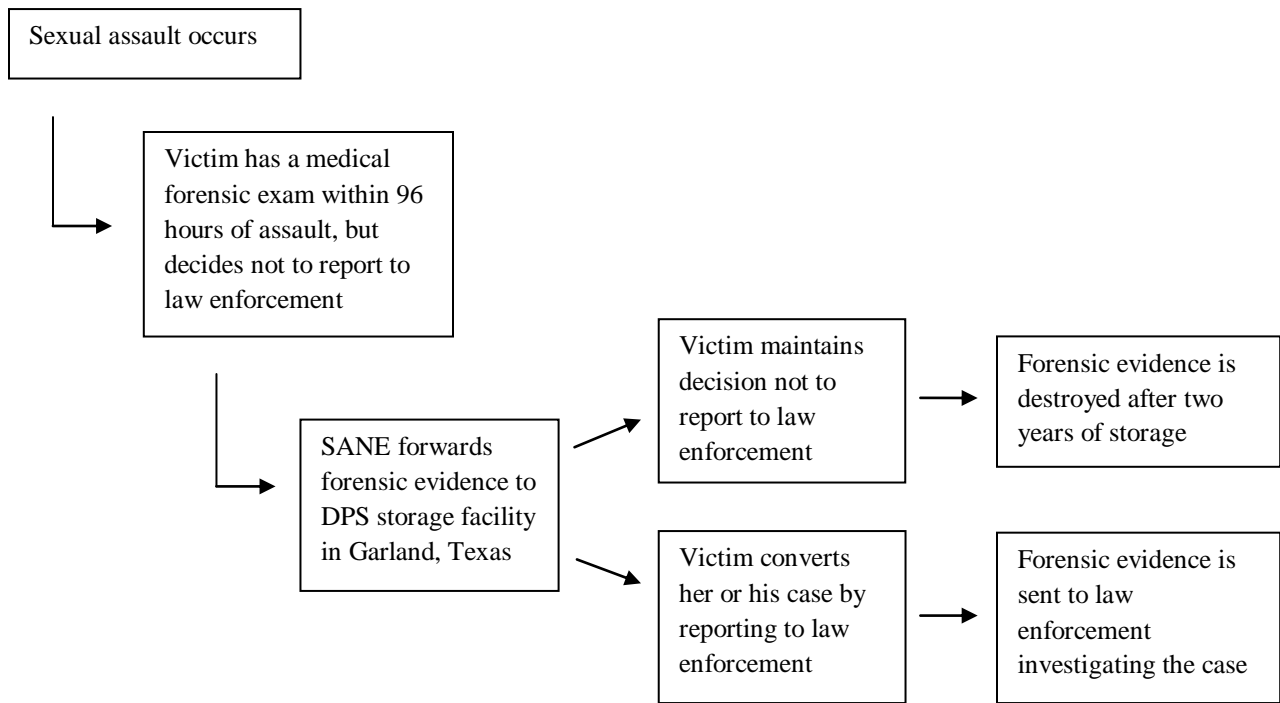 Sexual assault occurs
Victim has a medical
forensic exam within 96
hours of assault, but
decides not to report to
law enforcement
SANE forwards
forensic evidence to
DPS storage facility
in Garland, Texas
Victim maintains
decision not to
report to law
enforcement
Forensic evidence is
destroyed after two
years of storage
Victim converts
her or his case by
reporting to law
enforcement
Forensic evidence is
sent to law
enforcement
investigating the case